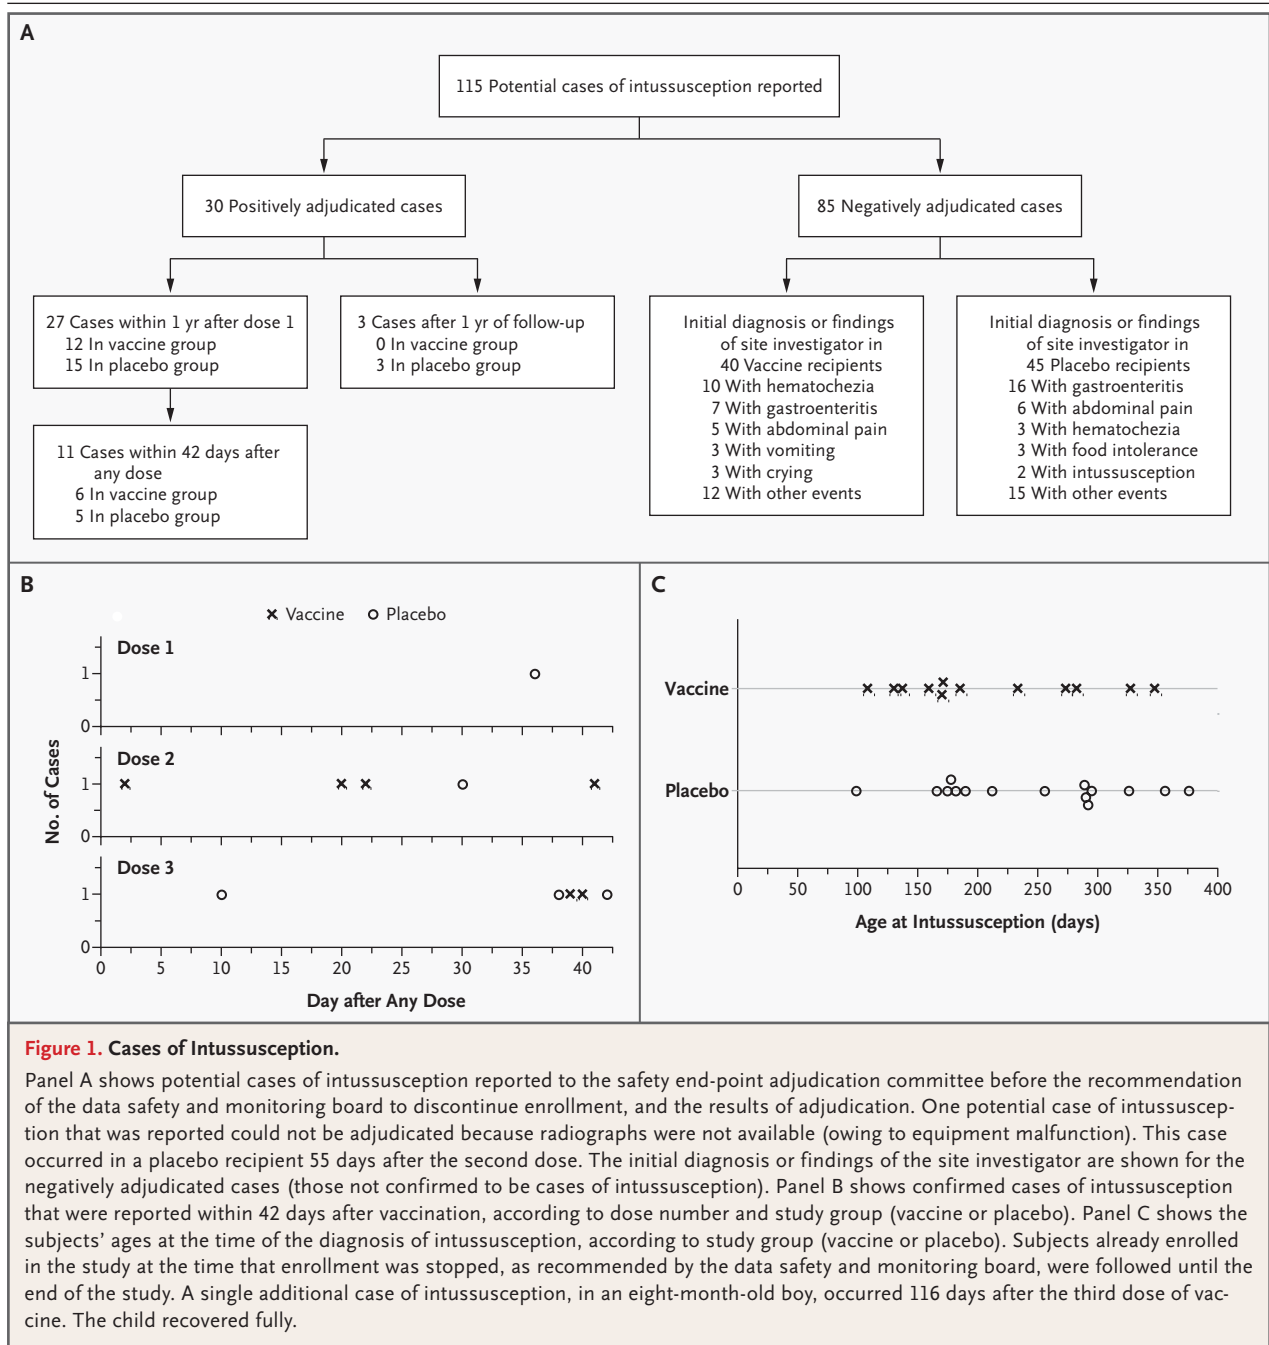 A
115 Potential cases of intussusception reported
30 Positively adjudicated cases
85 Negatively adjudicated cases
27 Cases within 1 yr after dose 1
12 In vaccine group
15 In placebo group
3 Cases after 1 yr of follow-up
0 In vaccine group
3 In placebo group
Initial diagnosis or findings
of site investigator in
40 Vaccine recipients
10 With hematochezia
7 With gastroenteritis
5 With abdominal pain
3 With vomiting
3 With crying
12 With other events
Initial diagnosis or findings
of site investigator in
45 Placebo recipients
16 With gastroenteritis
6 With abdominal pain
3 With hematochezia
3 With food intolerance
2 With intussusception
15 With other events
11 Cases within 42 days after
any dose
6 In vaccine group
5 In placebo group
B
Vaccine Placebo
No. of Cases
Dose 1
1
0
Dose 2
1
0
Dose 3
1
0
0 5 10 15 20 25 30 35 40
Day after Any Dose
C
Vaccine
Placebo
0 50 100 150 200 250 300 350 400
Age at Intussusception (days)
Figure 1. Cases of Intussusception.
Panel A shows potential cases of intussusception reported to the safety end-point adjudication committee before the recommendation
of the data safety and monitoring board to discontinue enrollment, and the results of adjudication. One potential case of intussuscep-
tion that was reported could not be adjudicated because radiographs were not available (owing to equipment malfunction). This case
occurred in a placebo recipient 55 days after the second dose. The initial diagnosis or findings of the site investigator are shown for the
negatively adjudicated cases (those not confirmed to be cases of intussusception). Panel B shows confirmed cases of intussusception
that were reported within 42 days after vaccination, according to dose number and study group (vaccine or placebo). Panel C shows the
subjects' ages at the time of the diagnosis of intussusception, according to study group (vaccine or placebo). Subjects already enrolled
in the study at the time that enrollment was stopped, as recommended by the data safety and monitoring board, were followed until the
end of the study. A single additional case of intussusception, in an eight-month-old boy, occurred 116 days after the third dose of vac-
cine. The child recovered fully.